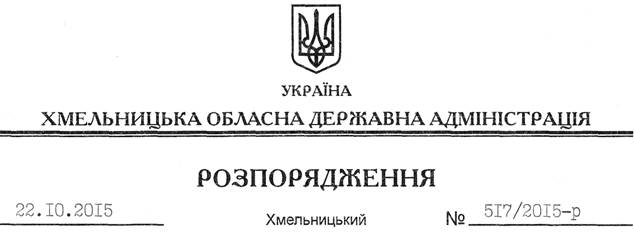 УКРАЇНА
ХМЕЛЬНИЦЬКА ОБЛАСНА ДЕРЖАВНА АДМІНІСТРАЦІЯ
РОЗПОРЯДЖЕННЯ
22.10.2015 Хмельницький № 517/2015-р